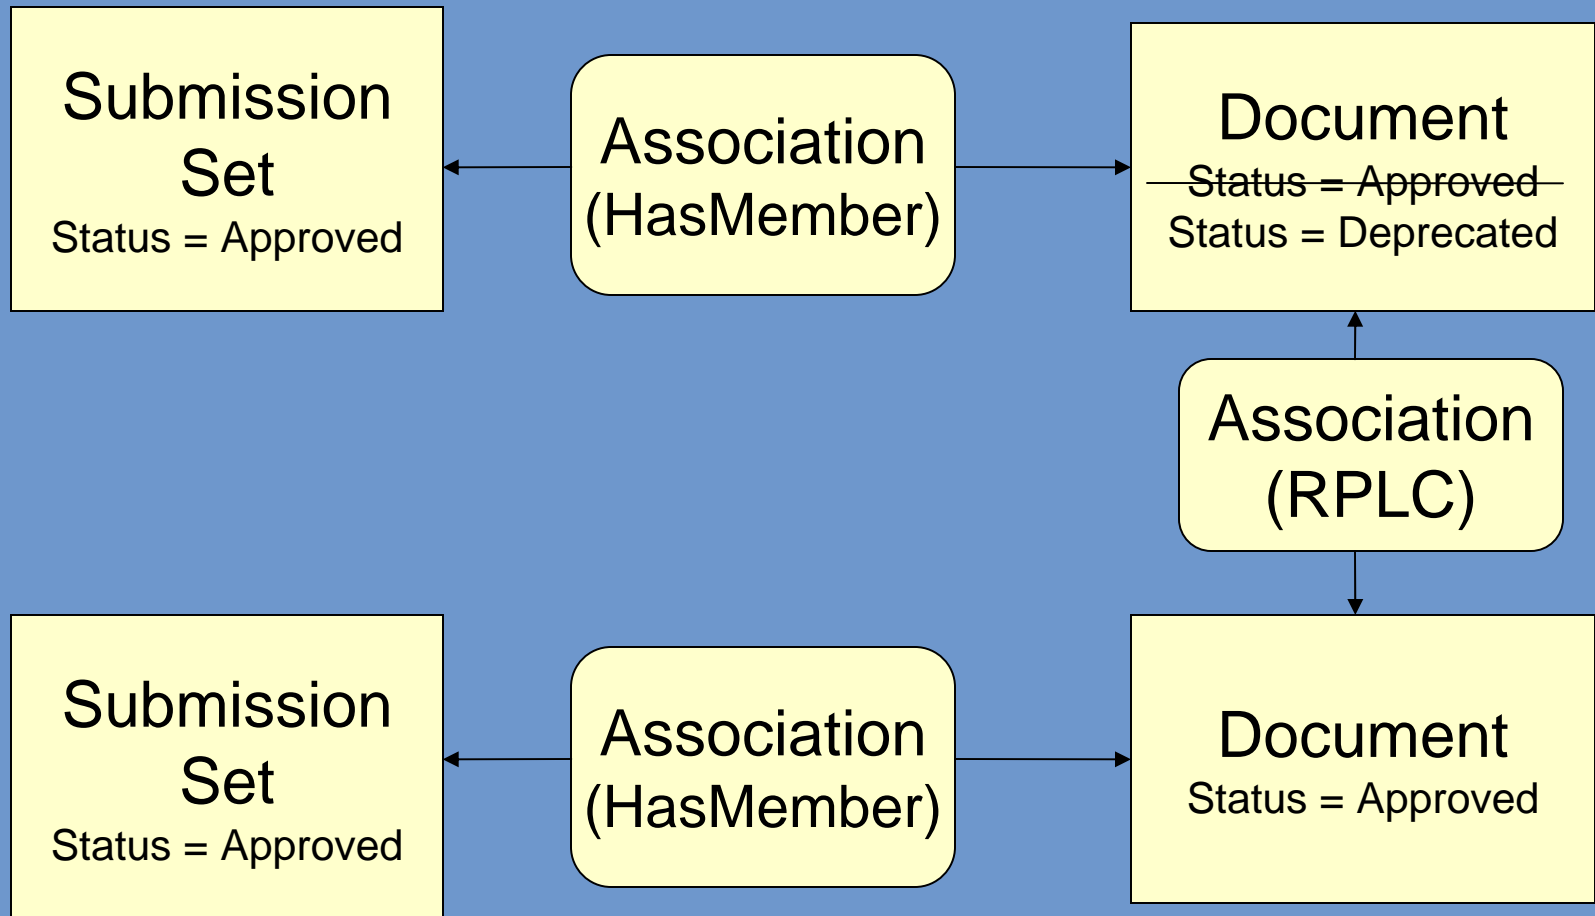 Submission
Set
Status = Approved
Association
(HasMember)
Document
Status = Approved
Status = Deprecated
Association
(RPLC)
Submission
Set
Status = Approved
Association
(HasMember)
Document
Status = Approved